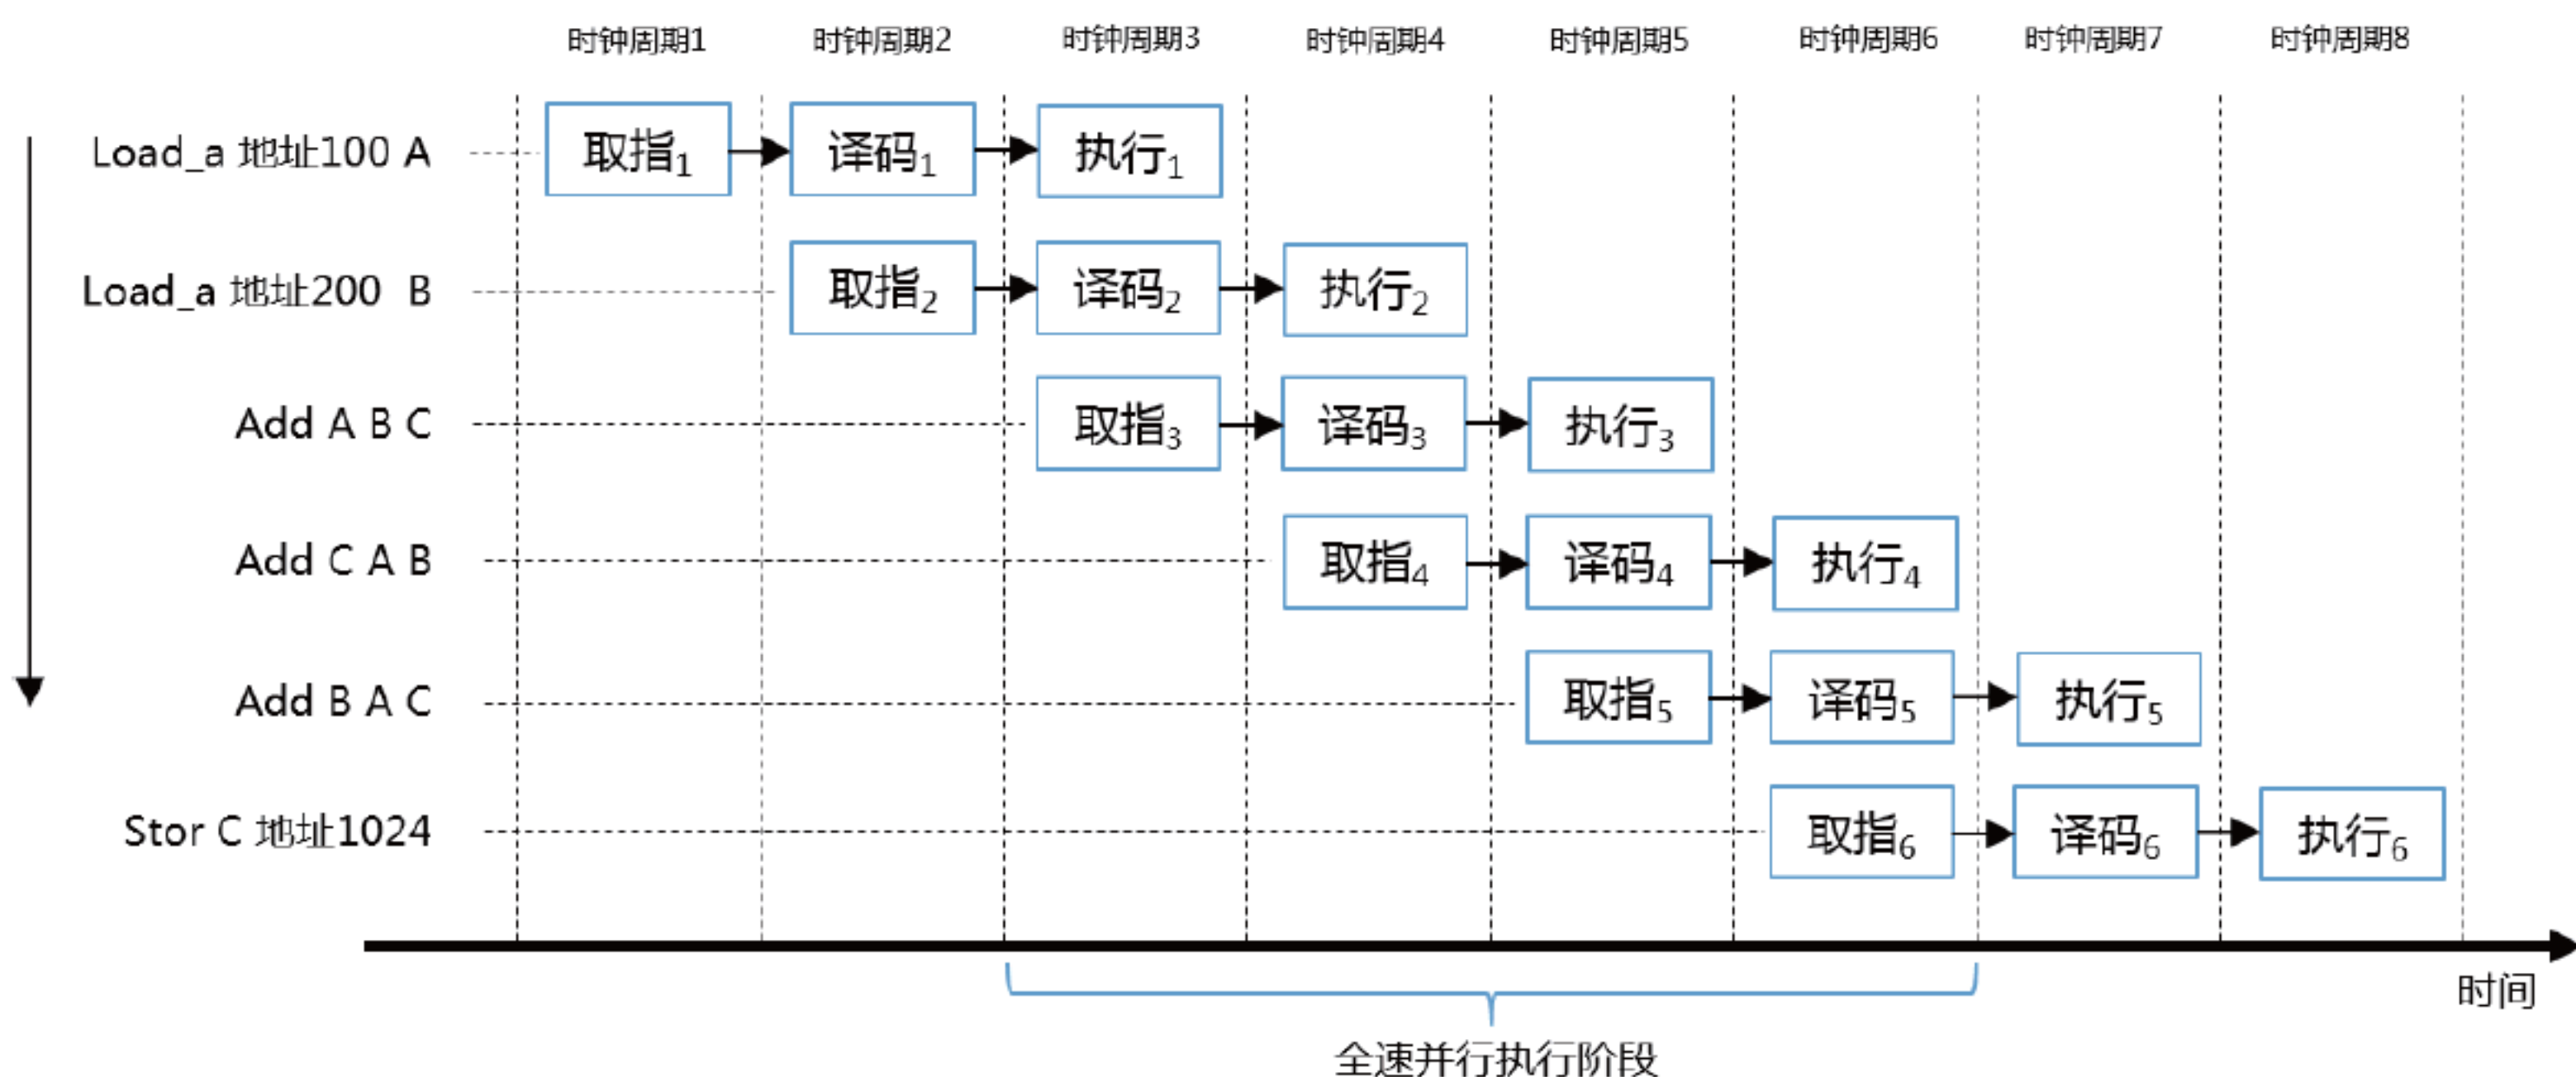 时钟周期1 时钟周期2 时钟周期3 时钟周期4 时钟周期5 时钟周期6 时钟周期7 时钟周期8
Load_a 地址100 A 取指1 译码1 执行1
Load_a 地址200 B 取指2 译码2 执行2
Add A B C 取指3 译码3 执行3
Add C A B 取指4 译码4 执行4
Add B A C 取指5 译码5 执行5
Stor C 地址1024 取指6 译码6 执行6
时间
全速并行执行阶段